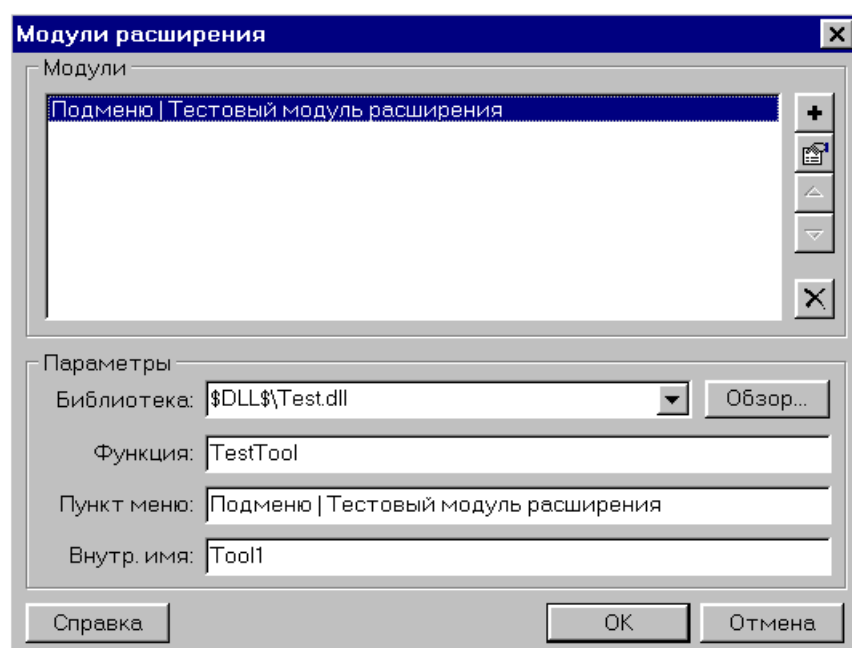 Модули расширения
Модули
Подменю | Тестовый модуль расширения
Параметры
Библиотека: $DLL$\Test.dll Обзор...
Функция: TestTool
Пункт меню: Подменю | Тестовый модуль расширения
Внутр. имя: Tool1
Справка OK Отмена